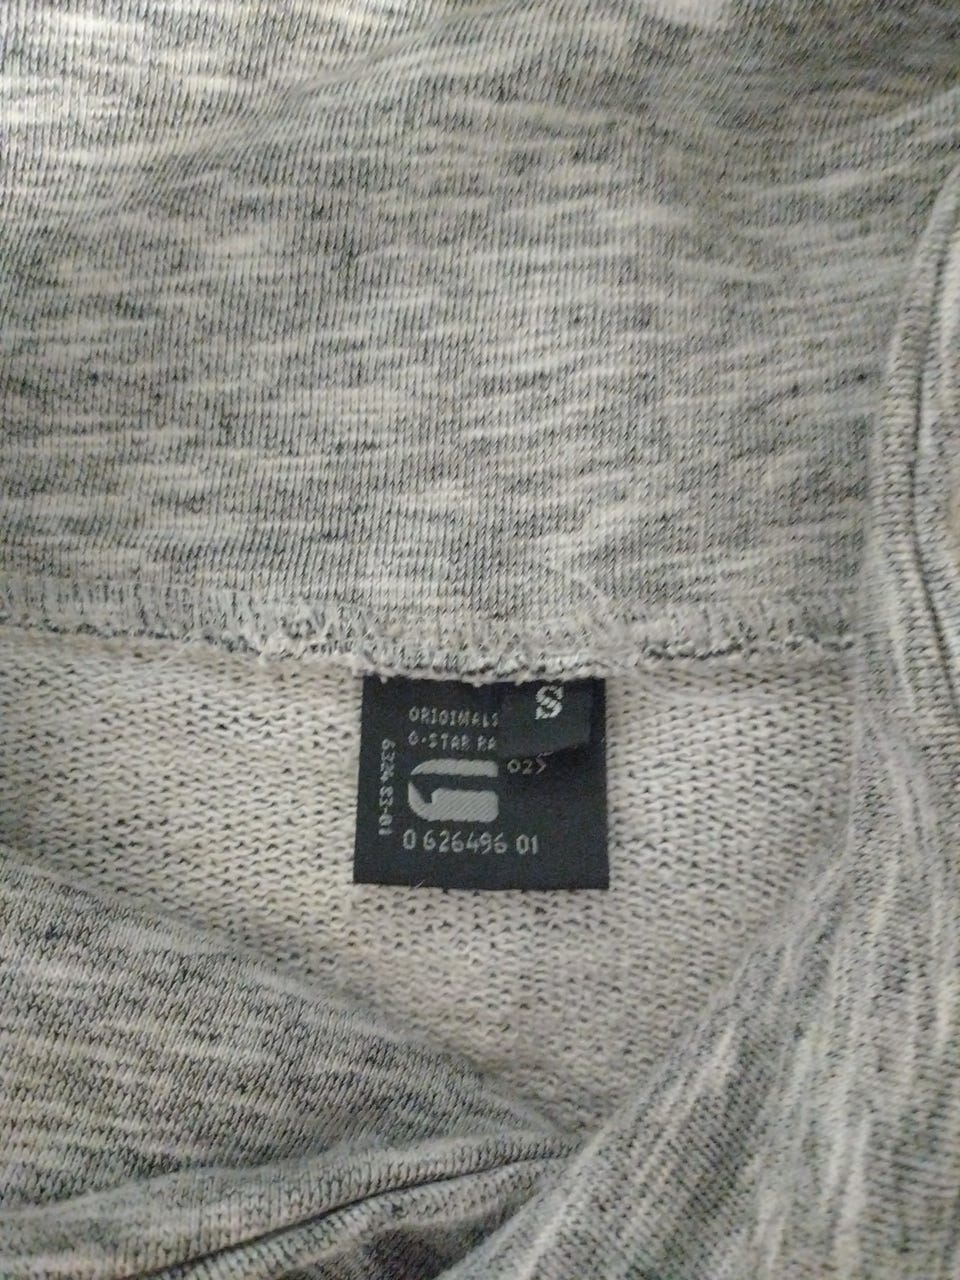 S
ORIGINALS
G-STAR RA
02>
0 626496 01